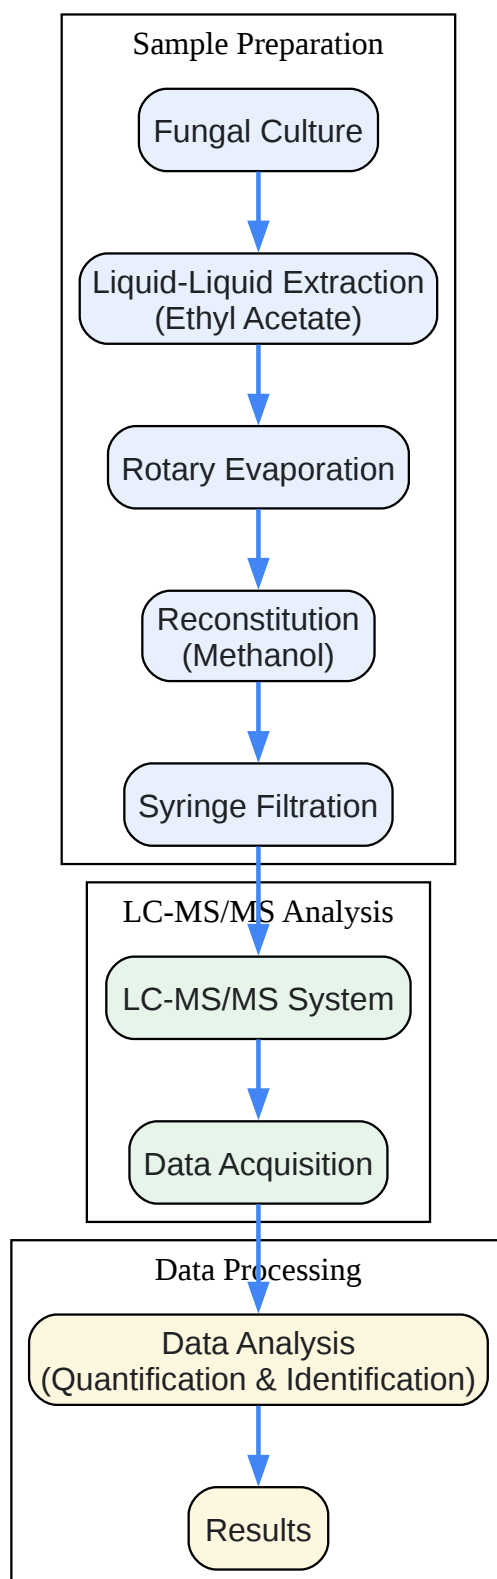 Sample Preparation
Fungal Culture
Liquid-Liquid Extraction
(Ethyl Acetate)
Rotary Evaporation
Reconstitution
(Methanol)
Syringe Filtration
LC-MS/MS Analysis
LC-MS/MS System
Data Acquisition
Data Processing
Data Analysis
(Quantification & Identification)
Results